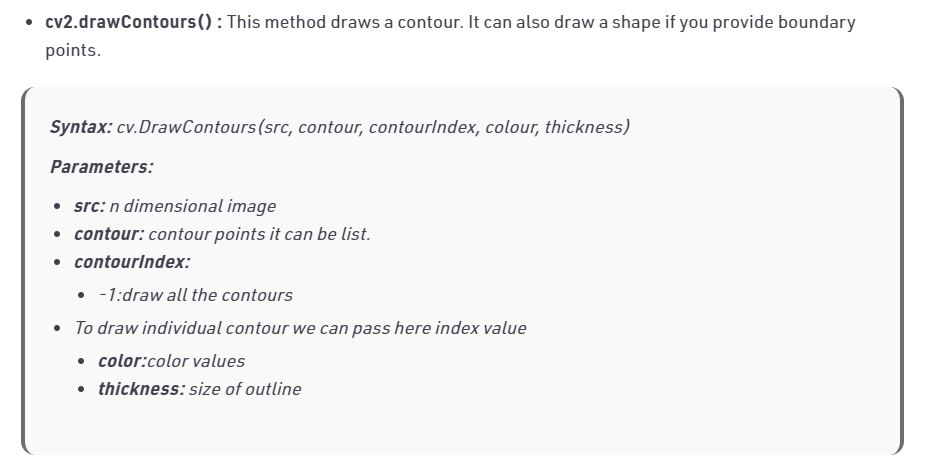 cv2.drawContours() : This method draws a contour. It can also draw a shape if you provide boundary
points.
Syntax: cv.DrawContours(src, contour, contourIndex, colour, thickness)
Parameters:
src: n dimensional image
contour: contour points it can be list.
contourIndex:
-1:draw all the contours
To draw individual contour we can pass here index value
color:color values
thickness: size of outline